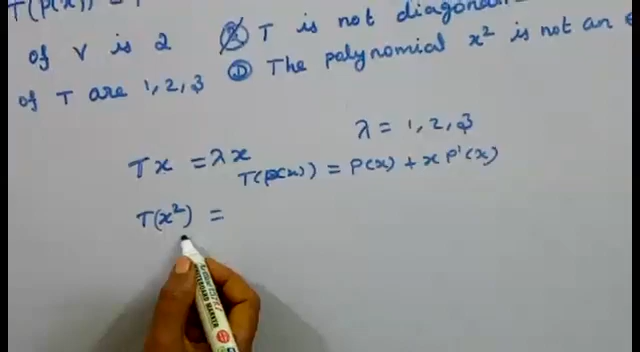 T(P(x)) =
of V is 2 Ⓧ T is not
of T are 1, 2, 3 Ⓓ The polynomial x² is not an
λ = 1, 2, 3
Tx = λx
T(P(x)) = P(x) + x P'(x)
T(x²) =